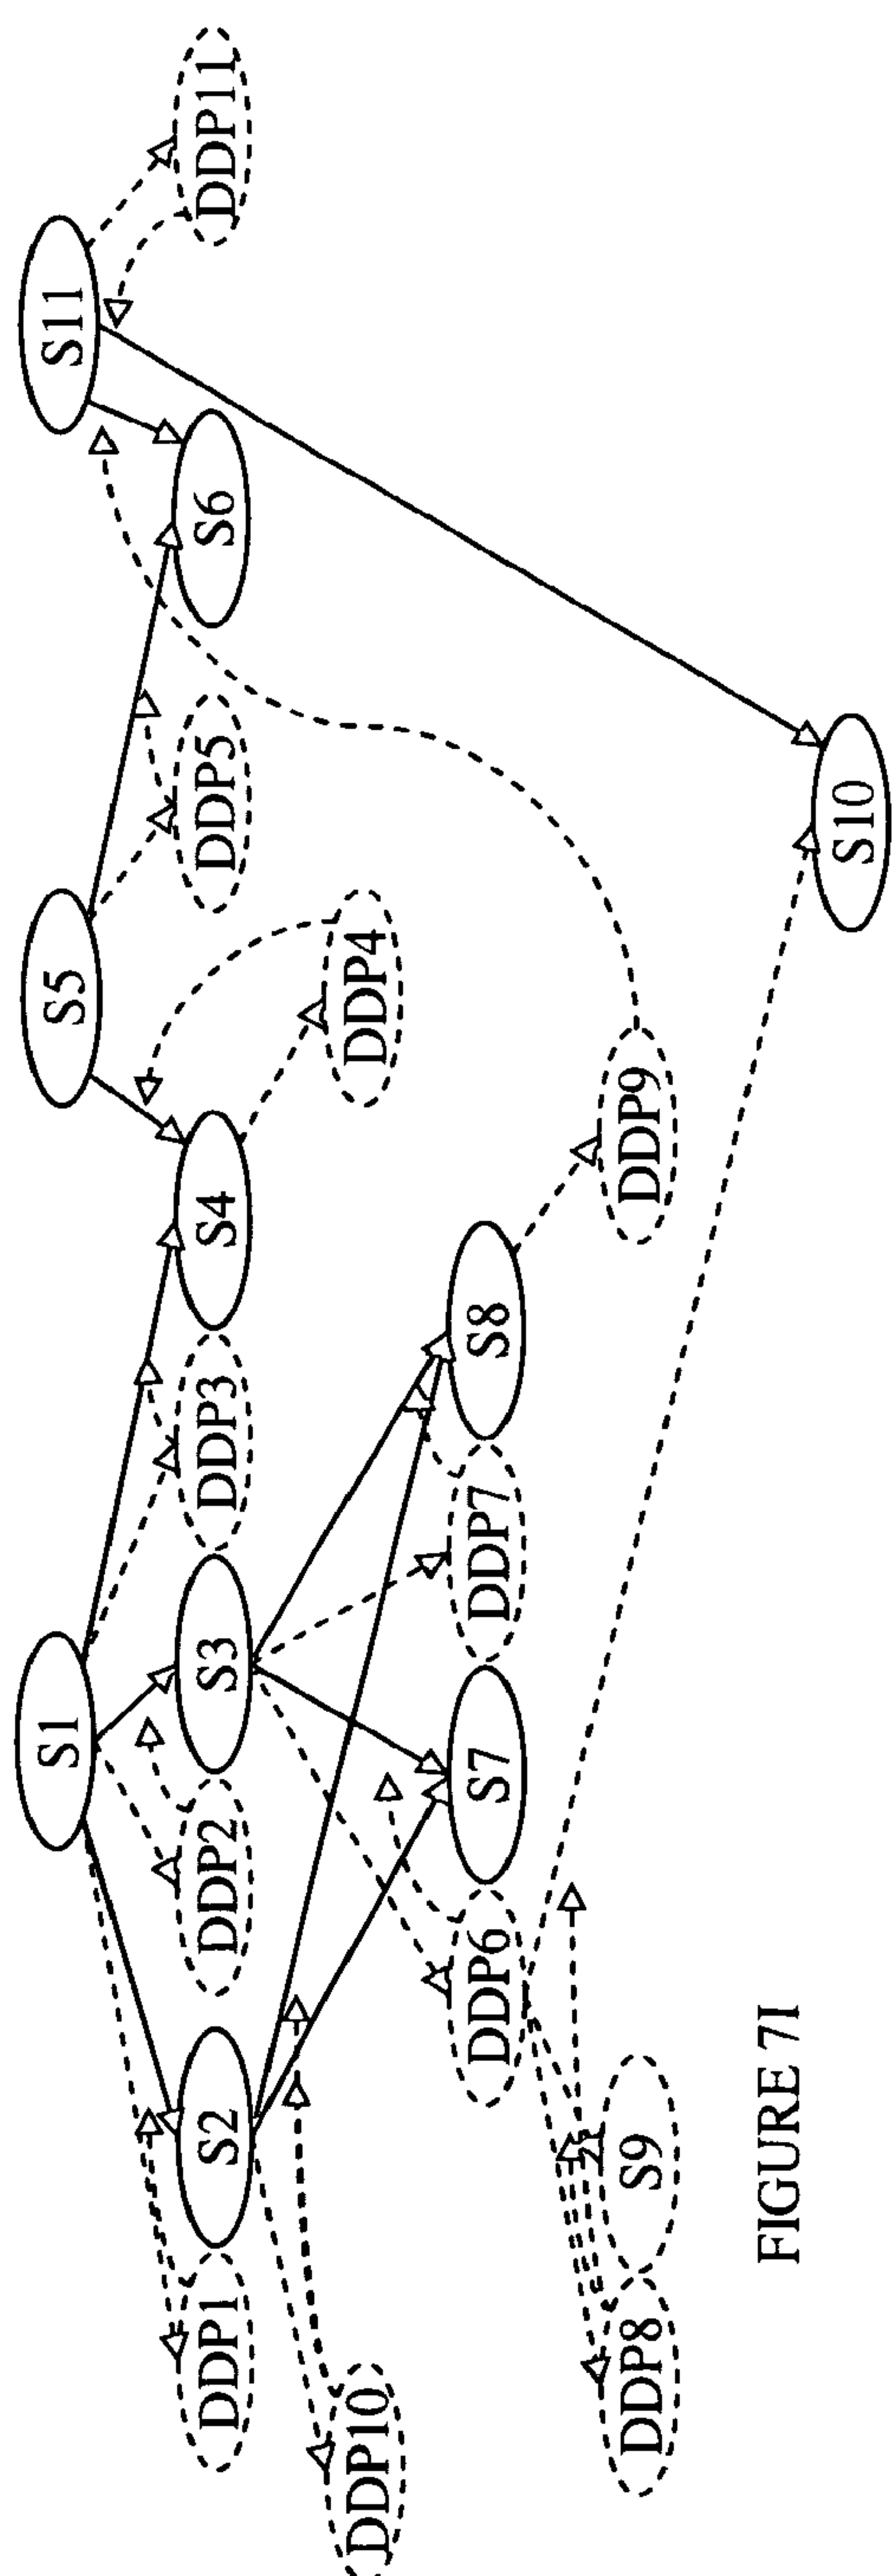 S1
S5
S11
DDP1
S2
DDP2
S3
DDP3
S4
DDP5
S6
DDP11
DDP10
DDP4
DDP6
S7
DDP7
S8
DDP8
S9
DDP9
S10
FIGURE 7I